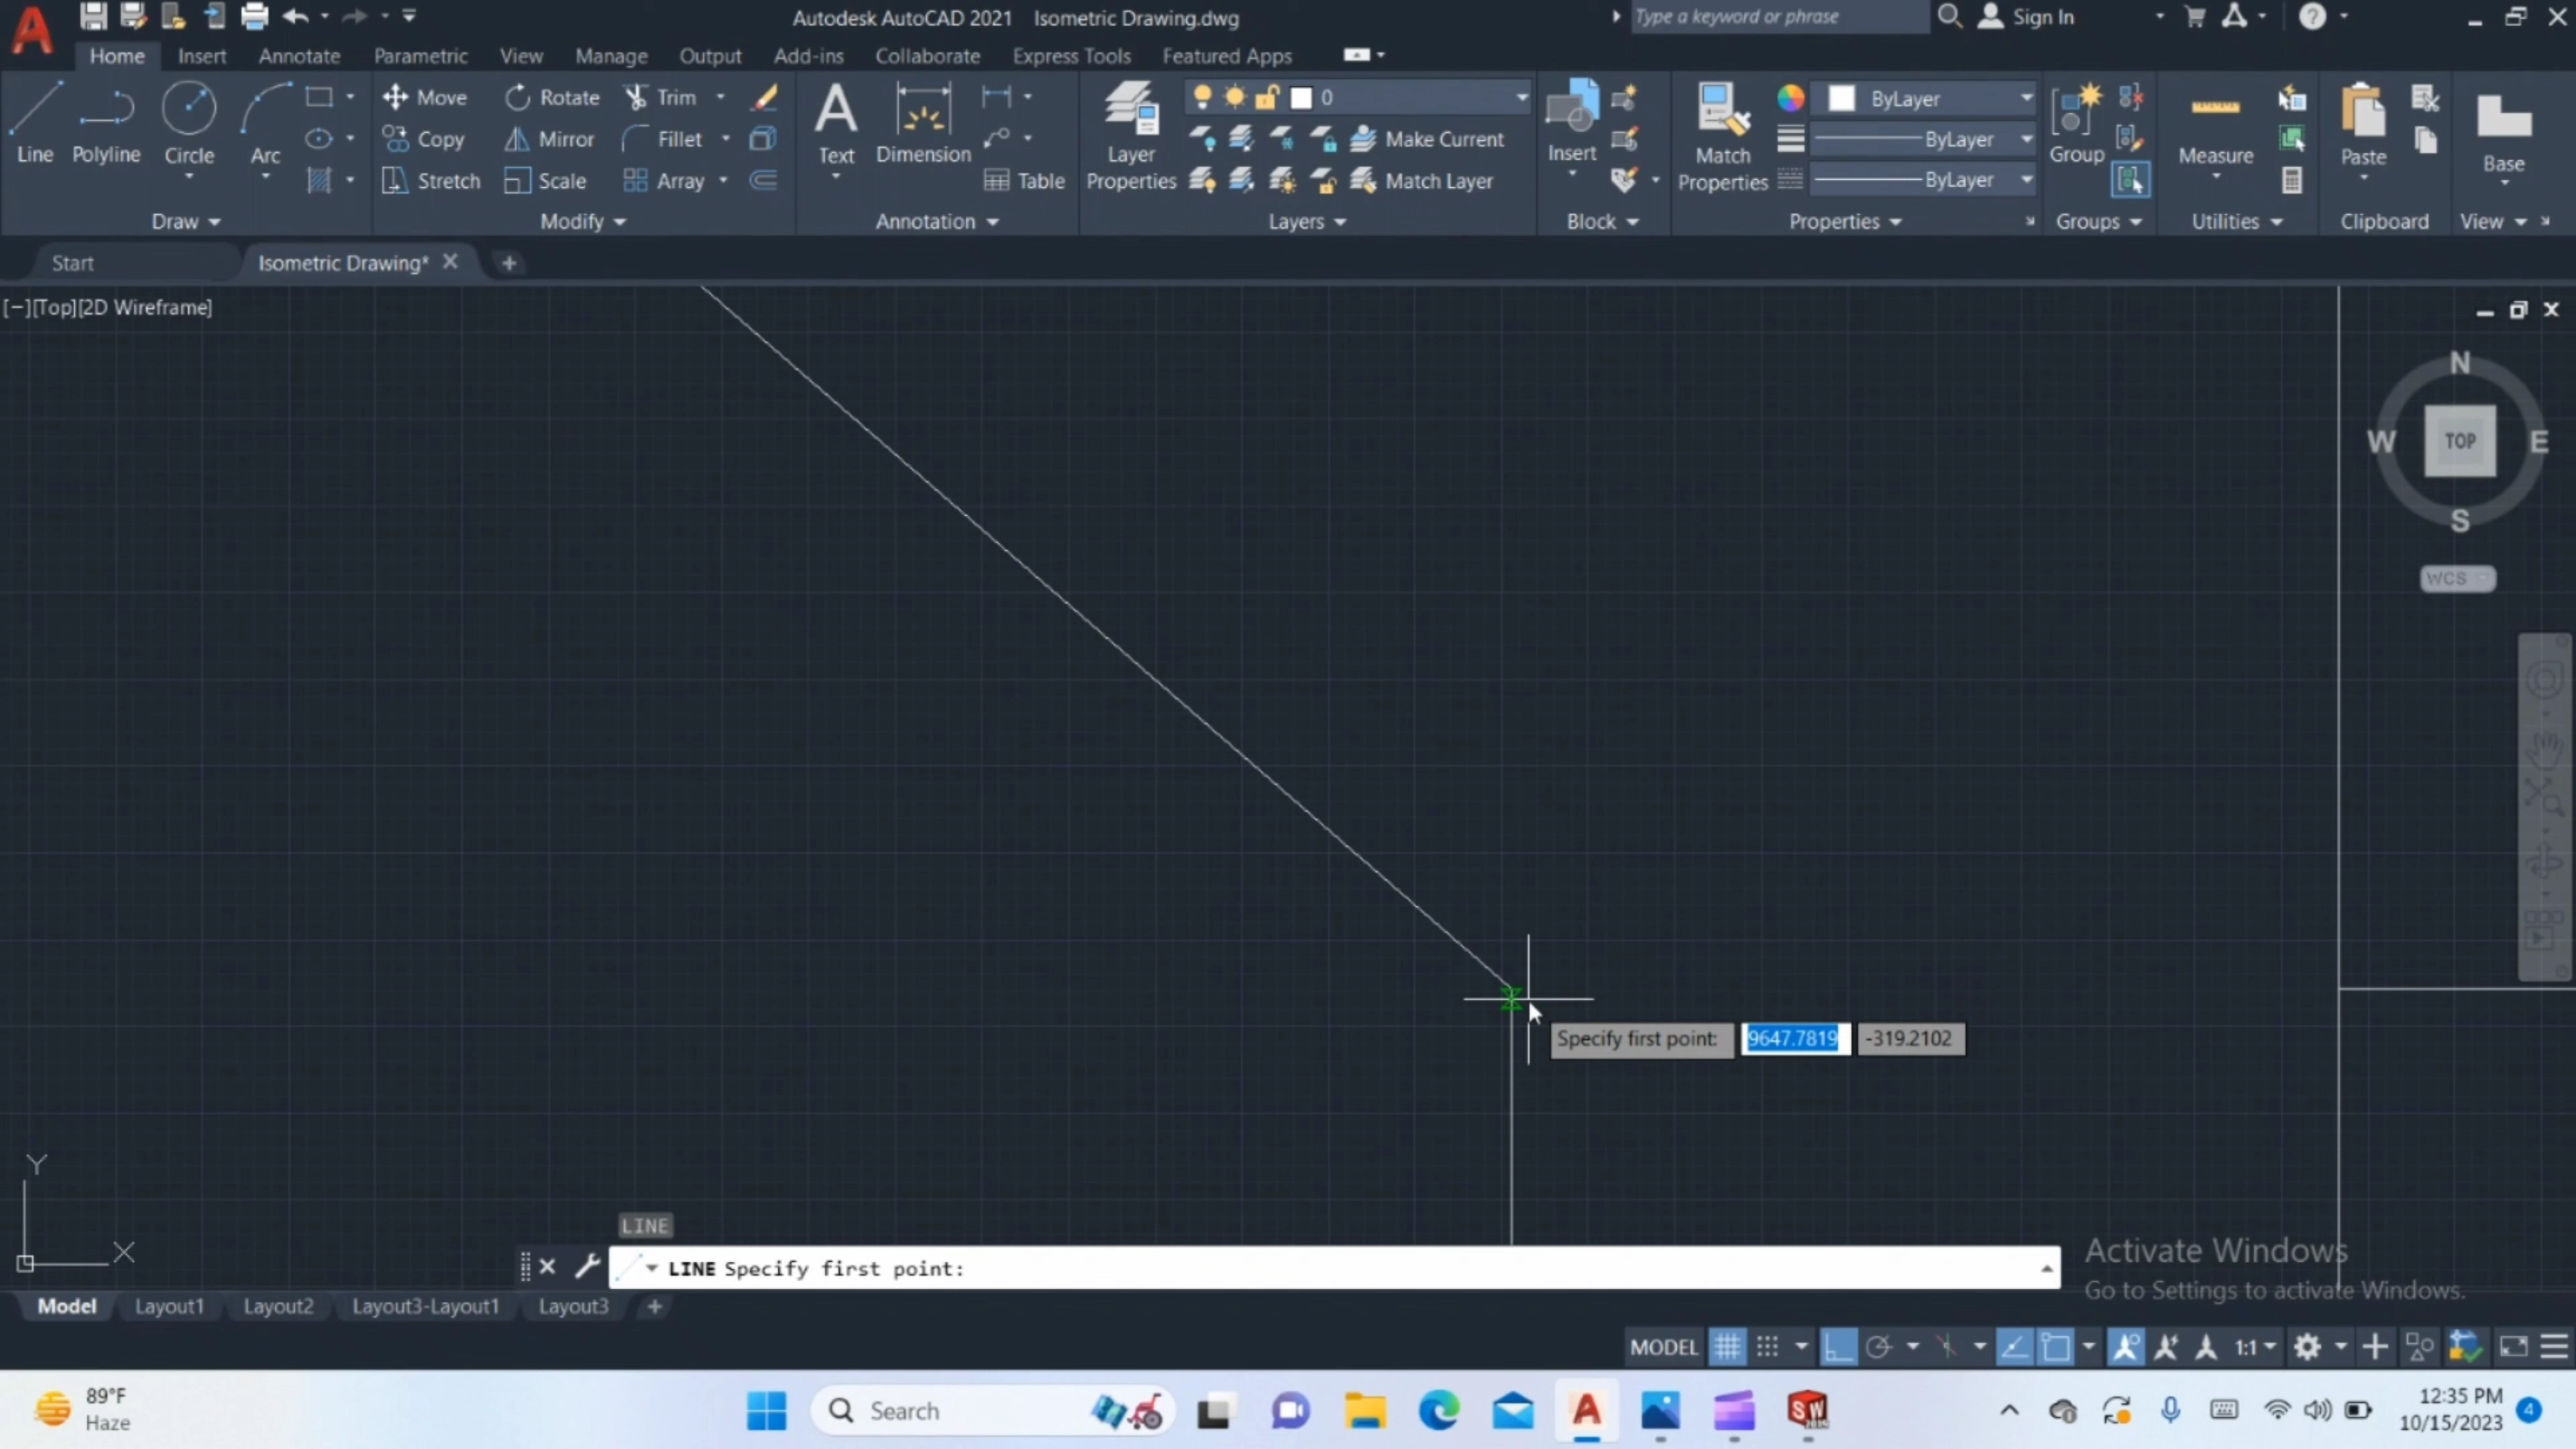 Autodesk AutoCAD 2021 Isometric Drawing.dwg
Type a keyword or phrase
Sign In
Home Insert Annotate Parametric View Manage Output Add-ins Collaborate Express Tools Featured Apps
Line Polyline Circle Arc
Draw
Move Rotate Trim
Copy Mirror Fillet
Stretch Scale Array
Modify
Text Dimension
Table
Annotation
Layer Properties
0
Make Current
Match Layer
Layers
Insert
Block
Match Properties
ByLayer
ByLayer
ByLayer
Properties
Group
Groups
Measure
Utilities
Paste
Clipboard
Base
View
Start Isometric Drawing*
[−][Top][2D Wireframe]
N
W TOP E
S
WCS
Specify first point: 9647.7819 -319.2102
Y
X
LINE
LINE Specify first point:
Activate Windows
Go to Settings to activate Windows.
Model Layout1 Layout2 Layout3-Layout1 Layout3
MODEL 1:1
89°F
Haze
Search
SW
12:35 PM
10/15/2023
4